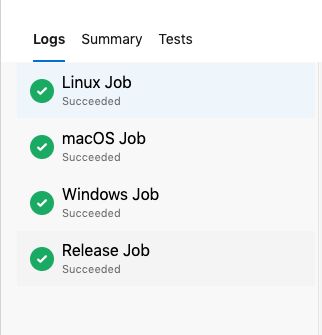 Logs Summary Tests
Linux Job
Succeeded
macOS Job
Succeeded
Windows Job
Succeeded
Release Job
Succeeded